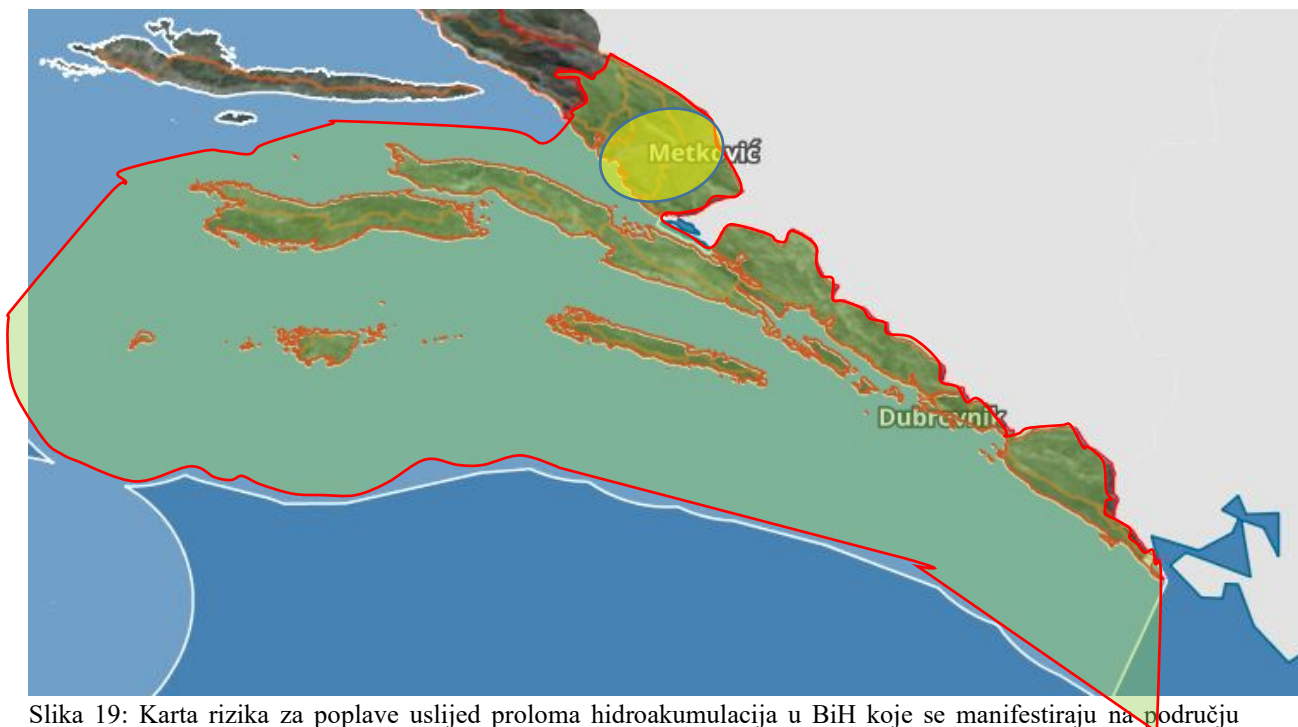 Metković
Dubrovnik
Slika 19: Karta rizika za poplave uslijed proloma hidroakumulacija u BiH koje se manifestiraju na području